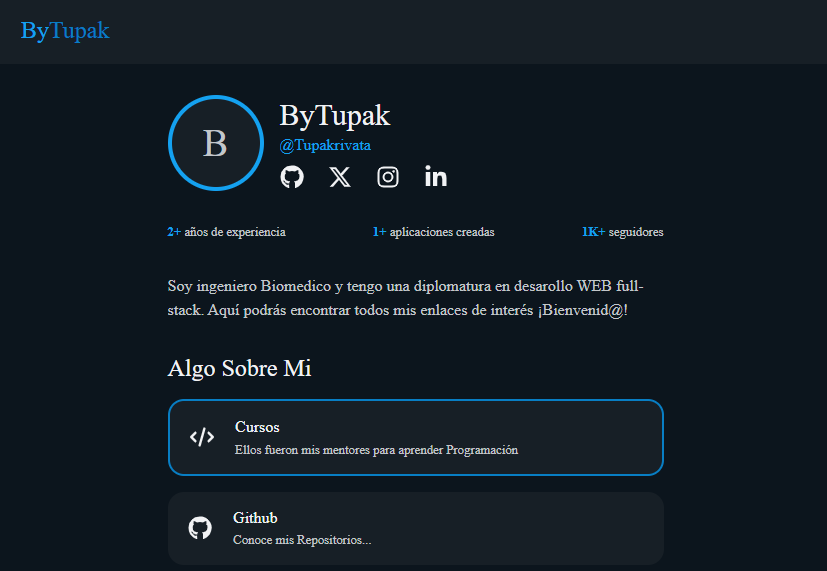 ByTupak
B
ByTupak
@Tupakrivata
2+ años de experiencia
1+ aplicaciones creadas
1K+ seguidores
Soy ingeniero Biomedico y tengo una diplomatura en desarollo WEB full-
stack. Aquí podrás encontrar todos mis enlaces de interés ¡Bienvenid@!
Algo Sobre Mi
Cursos
Ellos fueron mis mentores para aprender Programación
Github
Conoce mis Repositorios...